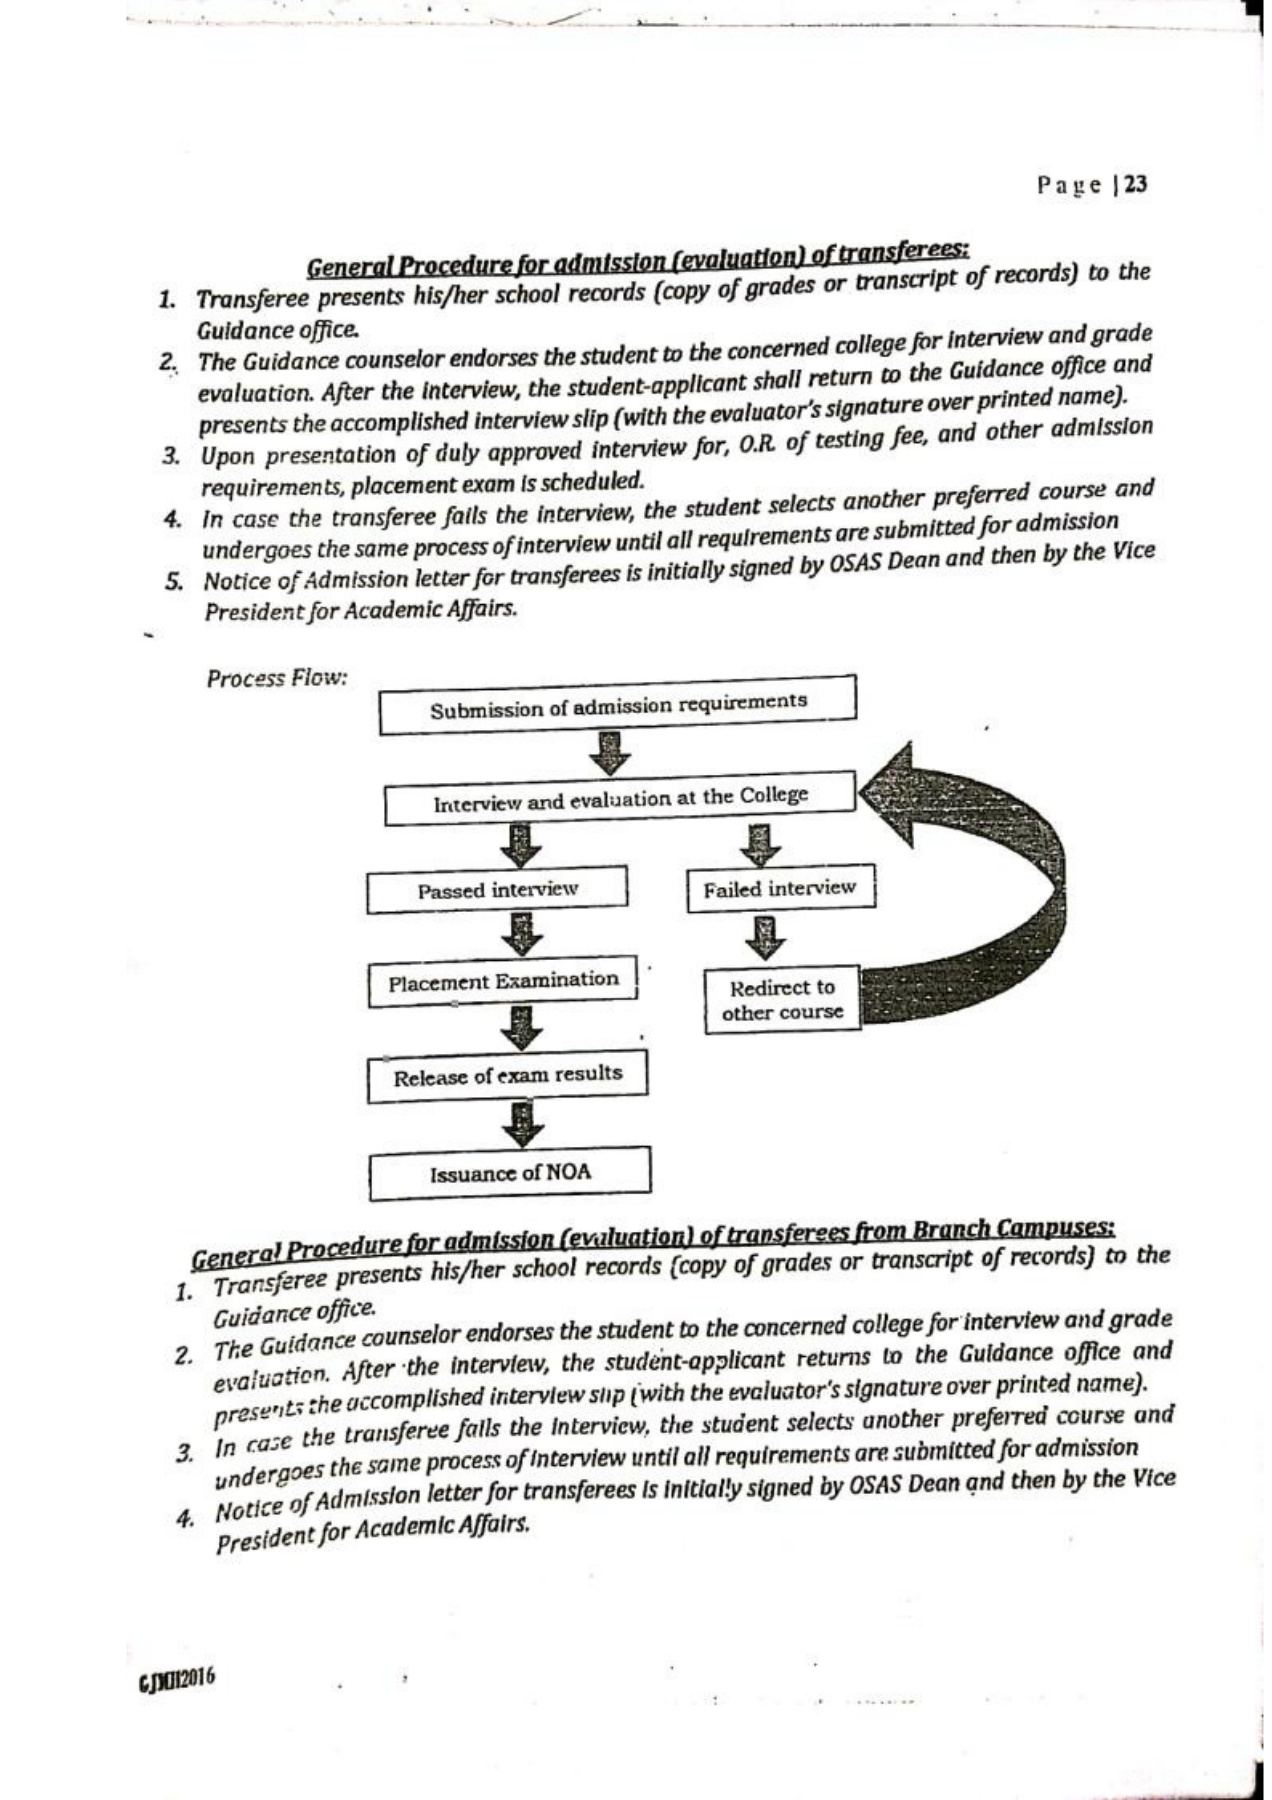 Page | 23
General Procedure for admission (evaluation) of transferees:
1. Transferee presents his/her school records (copy of grades or transcript of records) to the
Guidance office.
2. The Guidance counselor endorses the student to the concerned college for interview and grade
evaluation. After the interview, the student-applicant shall return to the Guidance office and
presents the accomplished interview slip (with the evaluator's signature over printed name).
3. Upon presentation of duly approved interview for, O.R. of testing fee, and other admission
requirements, placement exam is scheduled.
4. In case the transferee fails the interview, the student selects another preferred course and
undergoes the same process of interview until all requirements are submitted for admission
5. Notice of Admission letter for transferees is initially signed by OSAS Dean and then by the Vice
President for Academic Affairs.
Process Flow:
Submission of admission requirements
Interview and evaluation at the College
Passed interview
Failed interview
Placement Examination
Redirect to
other course
Release of exam results
Issuance of NOA
General Procedure for admission (evaluation) of transferees from Branch Campuses:
1. Transferee presents his/her school records (copy of grades or transcript of records) to the
Guidance office.
2. The Guidance counselor endorses the student to the concerned college for interview and grade
evaluation. After the interview, the student-applicant returns to the Guidance office and
presents the accomplished interview slip (with the evaluator's signature over printed name).
3. In case the transferee fails the interview, the student selects another preferred course and
undergoes the same process of interview until all requirements are submitted for admission
4. Notice of Admission letter for transferees is initially signed by OSAS Dean and then by the Vice
President for Academic Affairs.